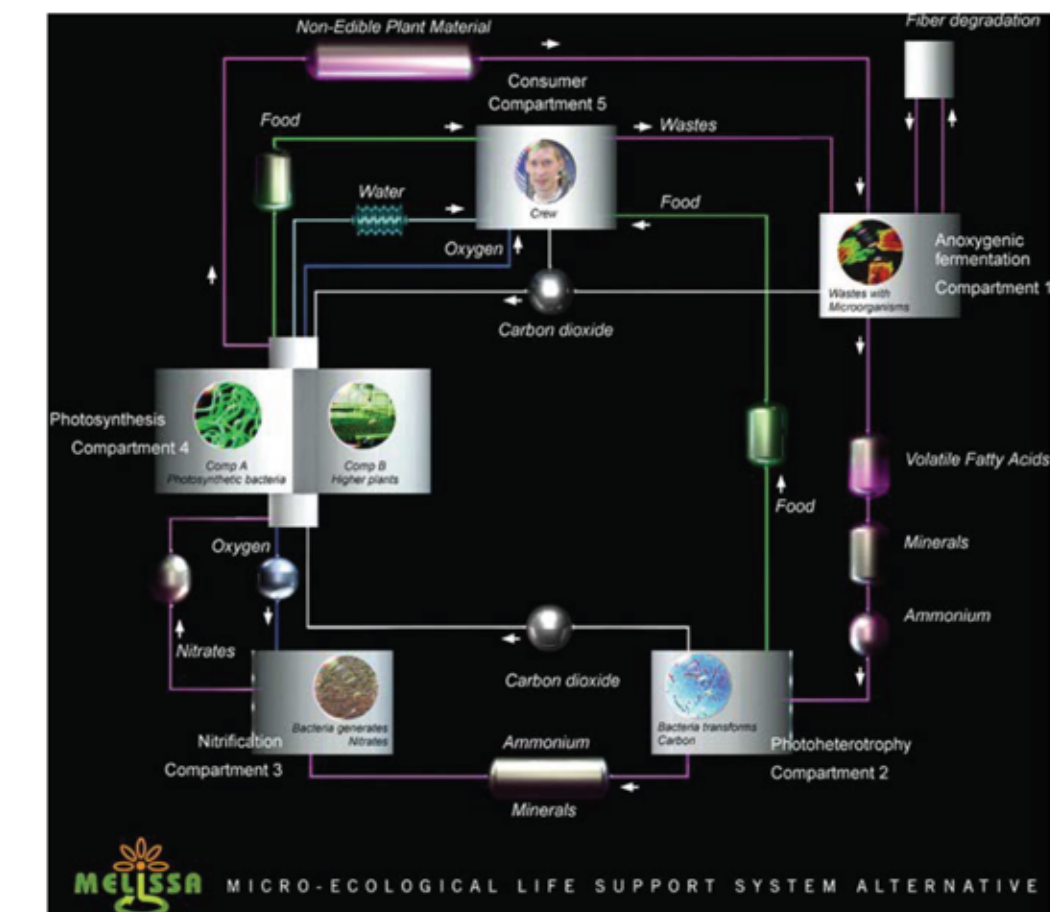 Non-Edible Plant Material
Fiber degradation
Consumer
Compartment 5
Food
Wastes
Water
Food
Crew
Oxygen
Anoxygenic
fermentation
Compartment 1
Wastes with
Microorganisms
Carbon dioxide
Photosynthesis
Compartment 4
Comp A
Photosynthetic bacteria
Comp B
Higher plants
Volatile Fatty Acids
Food
Minerals
Oxygen
Ammonium
Nitrates
Carbon dioxide
Bacteria generates
Nitrates
Bacteria transforms
Carbon
Nitrification
Compartment 3
Ammonium
Photoheterotrophy
Compartment 2
Minerals
MELISSA MICRO-ECOLOGICAL LIFE SUPPORT SYSTEM ALTERNATIVE